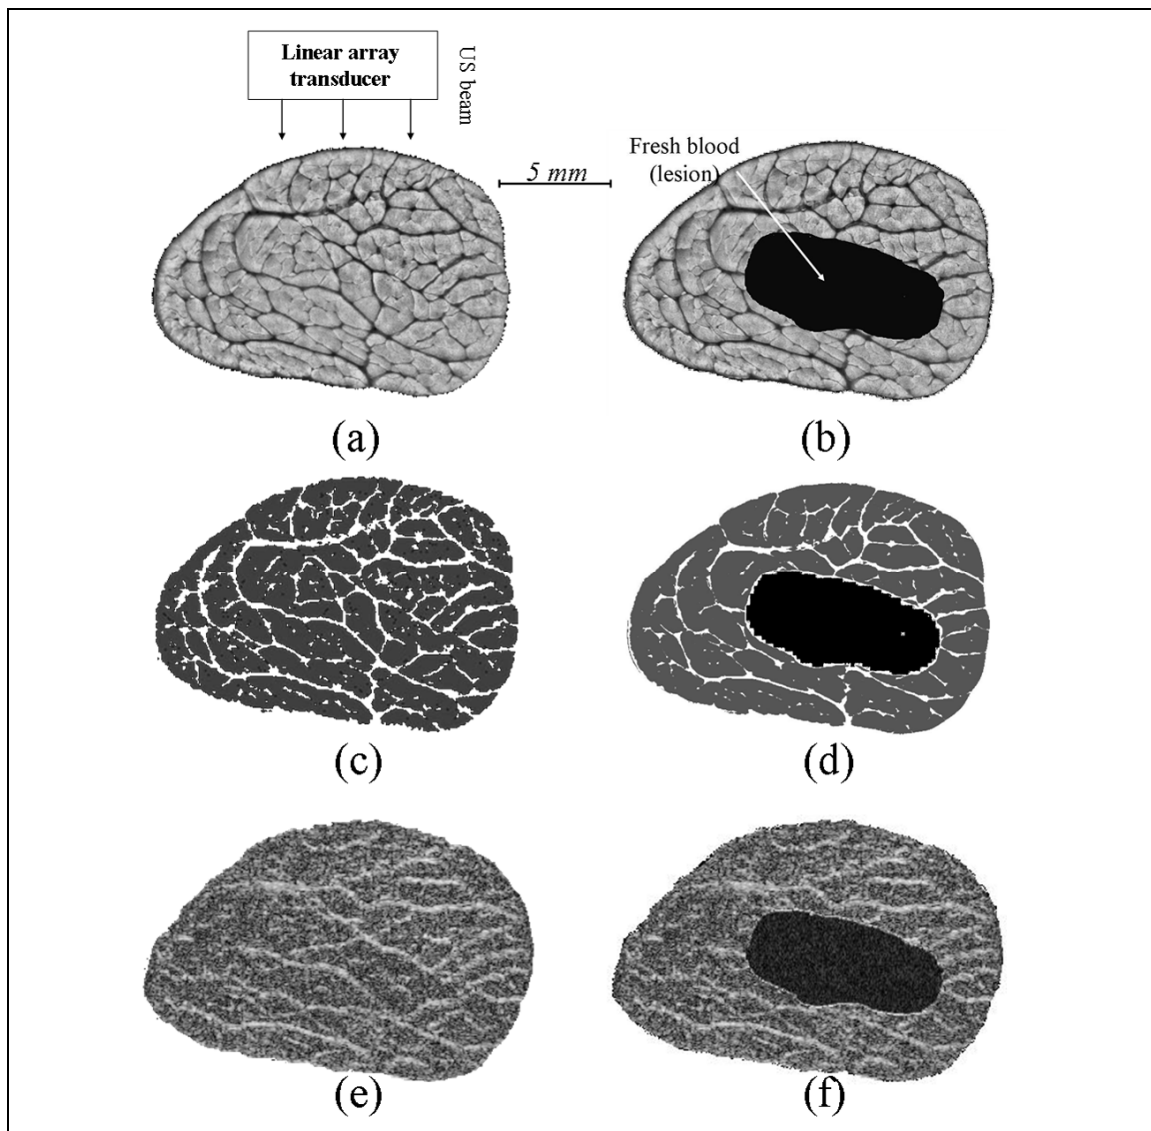 Linear array
transducer
US beam
5 mm
Fresh blood
(lesion)
(a)
(b)
(c)
(d)
(e)
(f)